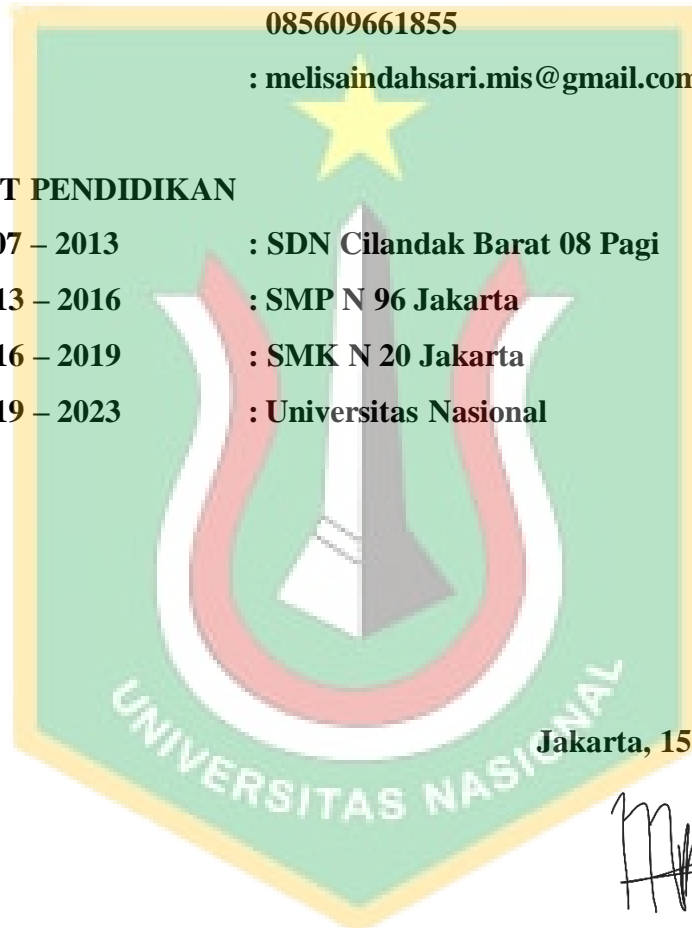 085609661855
: melisaindahsari.mis@gmail.com
T PENDIDIKAN
07 – 2013 : SDN Cilandak Barat 08 Pagi
13 – 2016 : SMP N 96 Jakarta
16 – 2019 : SMK N 20 Jakarta
19 – 2023 : Universitas Nasional
Jakarta, 15
UNIVERSITAS NASIONAL